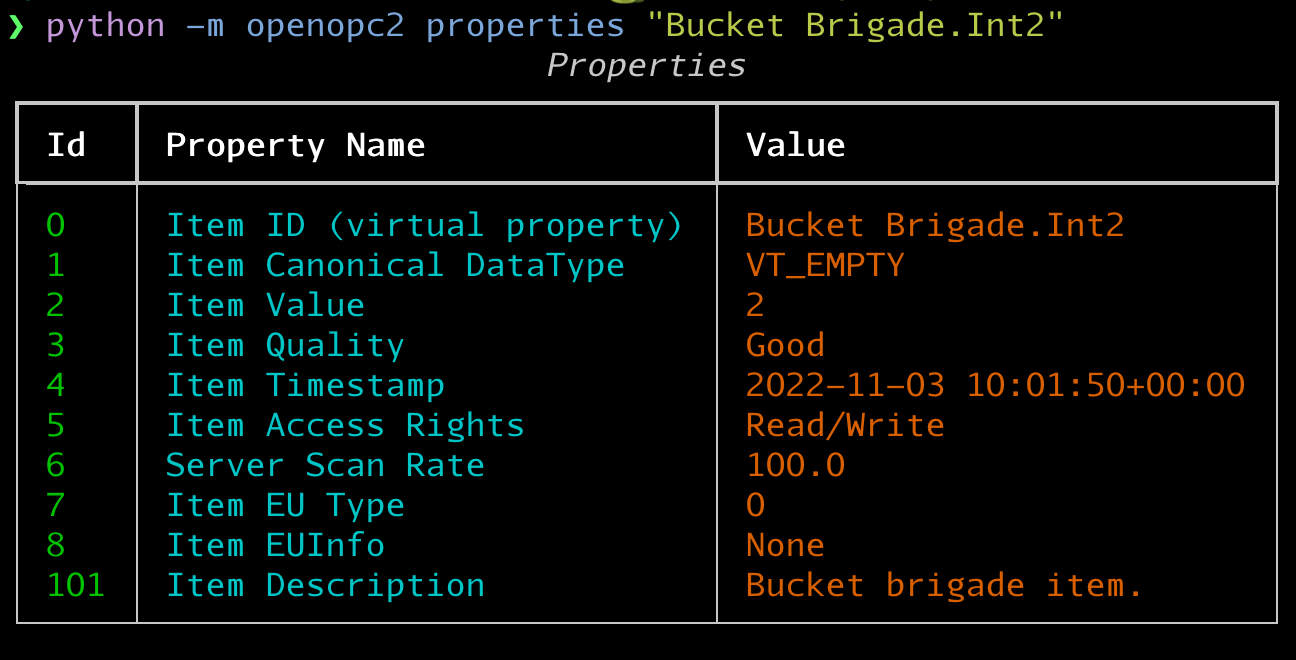 ❯ python -m openopc2 properties "Bucket Brigade.Int2"
Properties
Id Property Name Value
0 Item ID (virtual property) Bucket Brigade.Int2
1 Item Canonical DataType VT_EMPTY
2 Item Value 2
3 Item Quality Good
4 Item Timestamp 2022-11-03 10:01:50+00:00
5 Item Access Rights Read/Write
6 Server Scan Rate 100.0
7 Item EU Type 0
8 Item EUInfo None
101 Item Description Bucket brigade item.